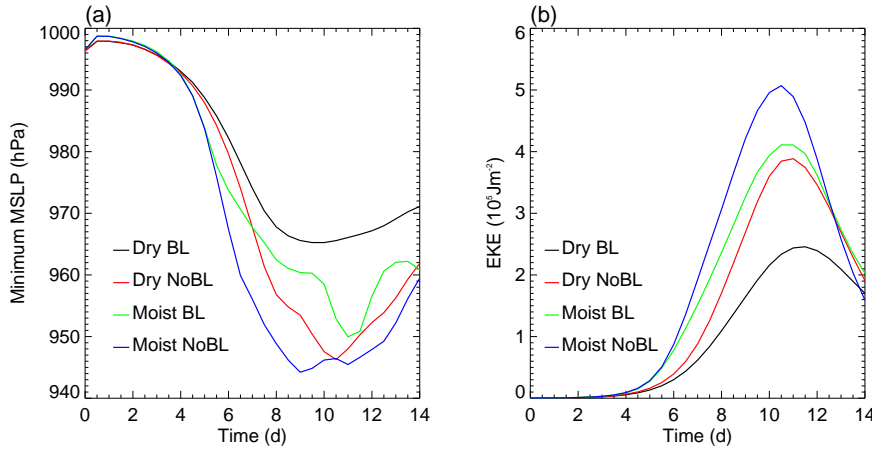 (a)
1000
990
980
970
960
950
940
Minimum MSLP (hPa)
Dry BL
Dry NoBL
Moist BL
Moist NoBL
0 2 4 6 8 10 12 14
Time (d)
(b)
6
5
4
3
2
1
0
EKE (10⁵Jm⁻²)
Dry BL
Dry NoBL
Moist BL
Moist NoBL
0 2 4 6 8 10 12 14
Time (d)